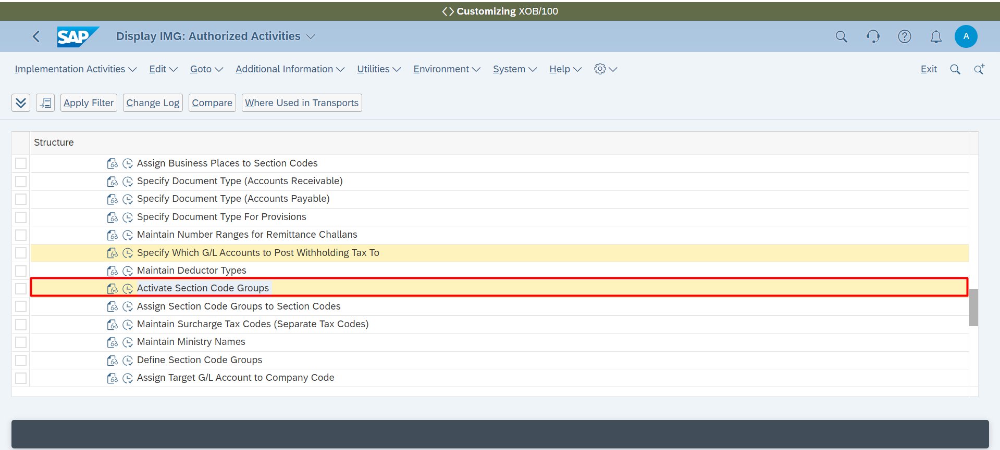 Customizing XOB/100
SAP Display IMG: Authorized Activities A
Implementation Activities Edit Goto Additional Information Utilities Environment System Help Exit
Apply Filter Change Log Compare Where Used in Transports
Structure
Assign Business Places to Section Codes
Specify Document Type (Accounts Receivable)
Specify Document Type (Accounts Payable)
Specify Document Type For Provisions
Maintain Number Ranges for Remittance Challans
Specify Which G/L Accounts to Post Withholding Tax To
Maintain Deductor Types
Activate Section Code Groups
Assign Section Code Groups to Section Codes
Maintain Surcharge Tax Codes (Separate Tax Codes)
Maintain Ministry Names
Define Section Code Groups
Assign Target G/L Account to Company Code